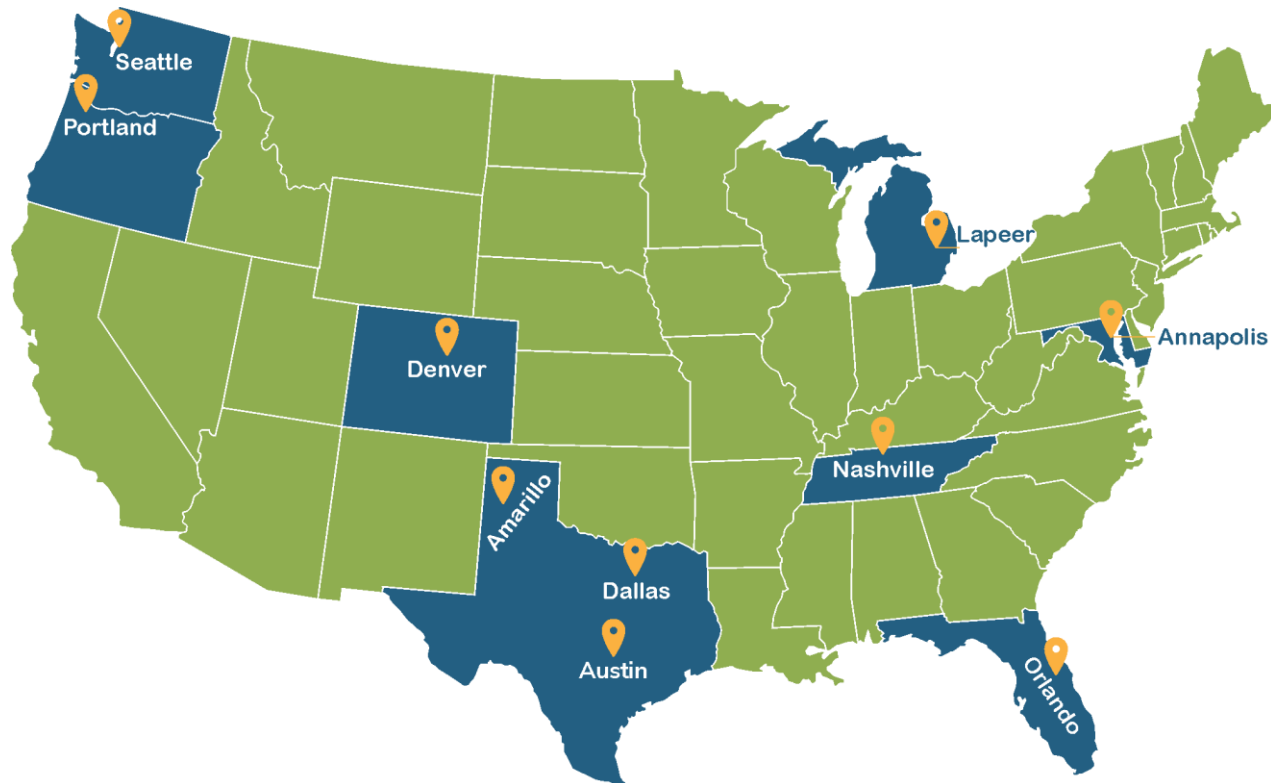 Seattle
Portland
Lapeer
Annapolis
Denver
Nashville
Amarillo
Dallas
Austin
Orlando